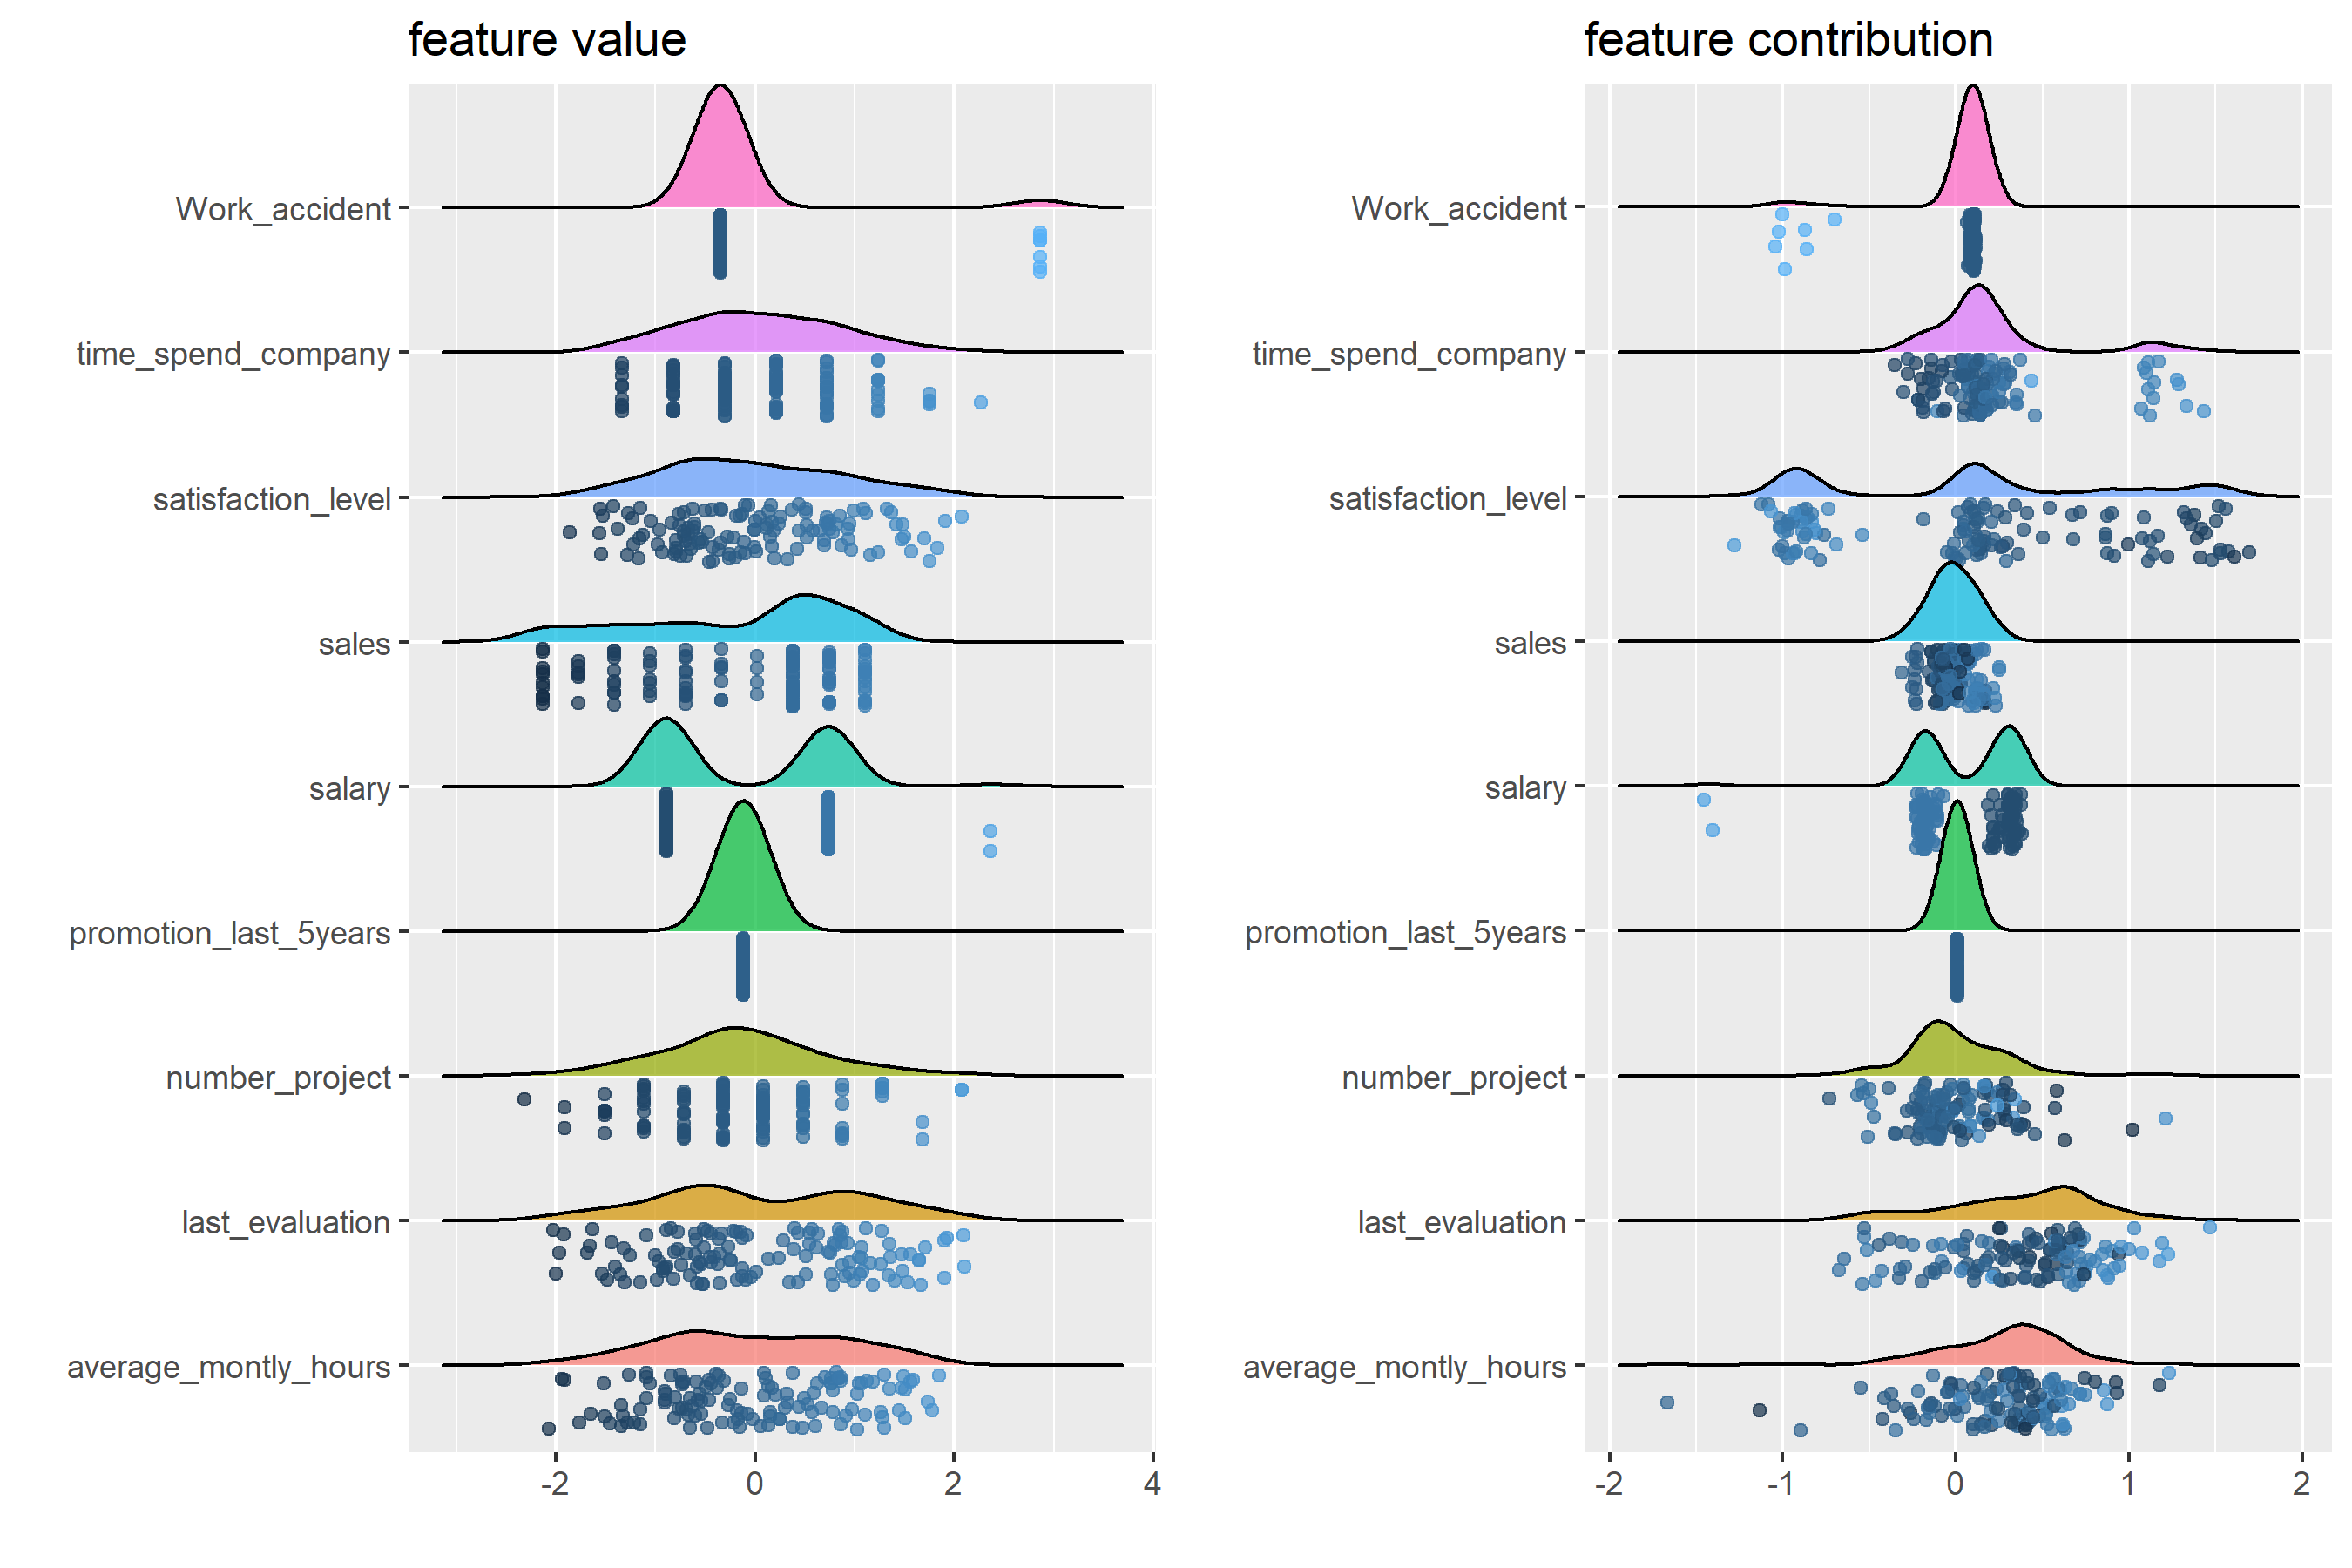 feature value
Work_accident
time_spend_company
satisfaction_level
sales
salary
promotion_last_5years
number_project
last_evaluation
average_montly_hours
-2 0 2 4
feature contribution
Work_accident
time_spend_company
satisfaction_level
sales
salary
promotion_last_5years
number_project
last_evaluation
average_montly_hours
-2 -1 0 1 2